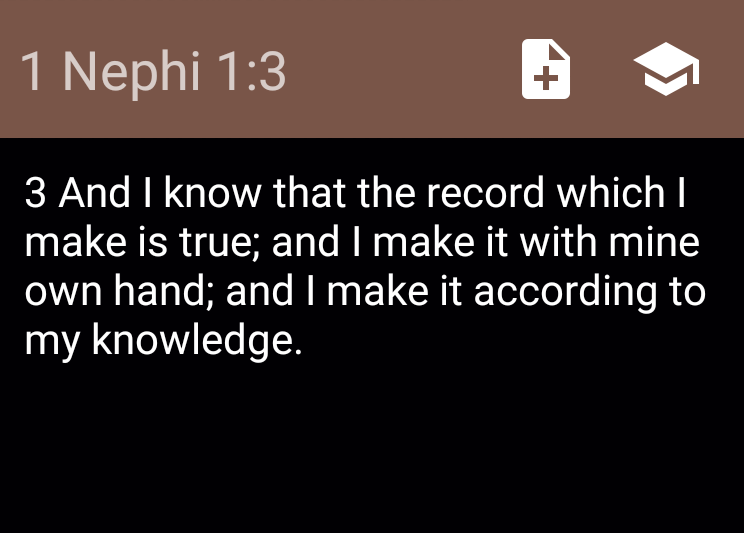 1 Nephi 1:3
3 And I know that the record which I
make is true; and I make it with mine
own hand; and I make it according to
my knowledge.